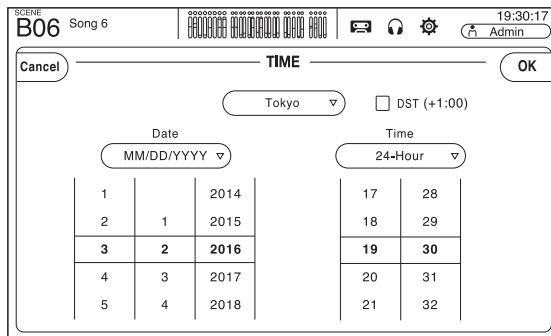 SCENE
B06 Song 6
19:30:17
Admin
Cancel
TIME
OK
Tokyo
DST (+1:00)
Date
Time
MM/DD/YYYY
24-Hour
1 2014 17 28
2 1 2015 18 29
3 2 2016 19 30
4 3 2017 20 31
5 4 2018 21 32